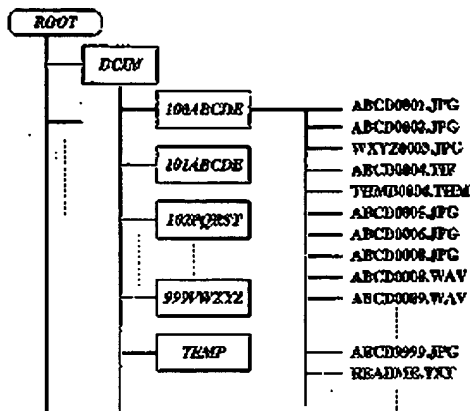 ROOT
DCIM
100ABCDE
101ABCDE
102PQRST
TEMP
ABCD0001.JPG
ABCD0002.JPG
WXYZ0003.JPG
ABCD0004.TIF
THMB0004.THM
ABCD0005.JPG
ABCD0006.JPG
ABCD0008.JPG
ABCD0008.WAV
ABCD0009.WAV
ABCD9999.JPG
README.TXT